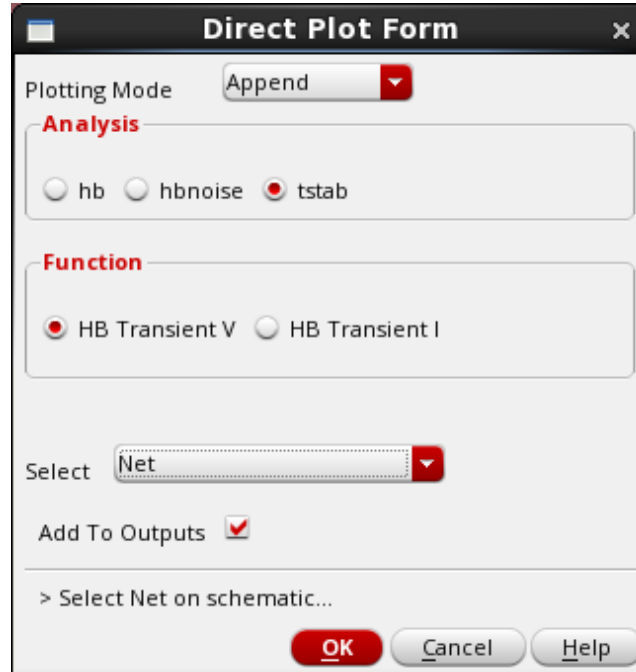 Direct Plot Form
Plotting Mode Append
Analysis
hb hbnoise tstab
Function
HB Transient V HB Transient I
Select Net
Add To Outputs
> Select Net on schematic...
OK Cancel Help